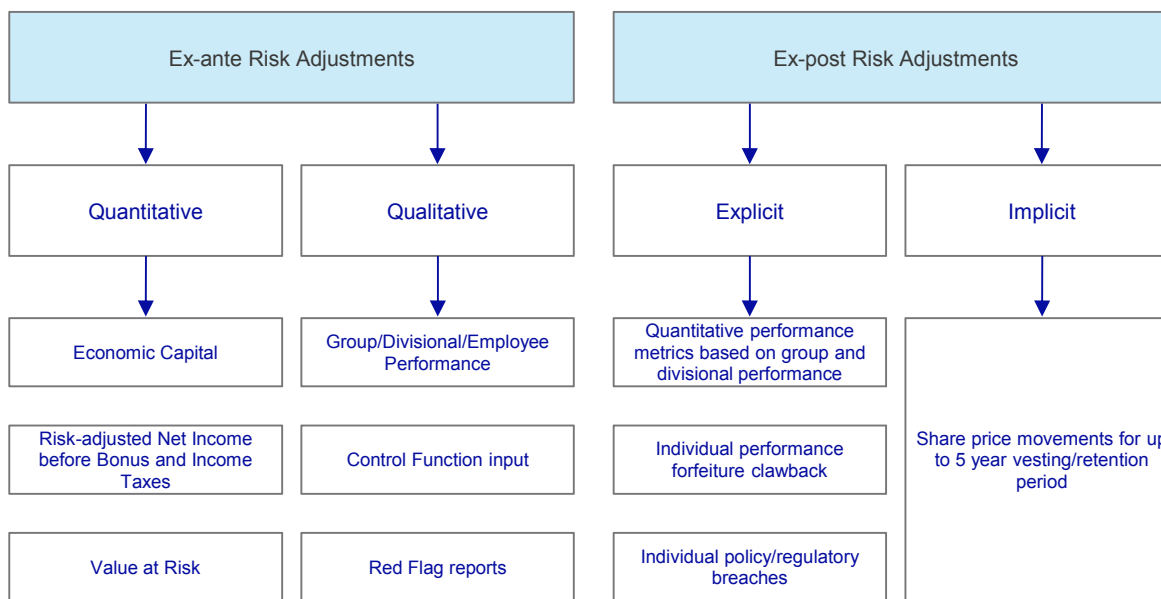 Ex-ante Risk Adjustments
Ex-post Risk Adjustments
Quantitative
Qualitative
Explicit
Implicit
Economic Capital
Group/Divisional/Employee
Performance
Quantitative performance
metrics based on group and
divisional performance
Risk-adjusted Net Income
before Bonus and Income
Taxes
Control Function input
Individual performance
forfeiture clawback
Share price movements for up
to 5 year vesting/retention
period
Value at Risk
Red Flag reports
Individual policy/regulatory
breaches